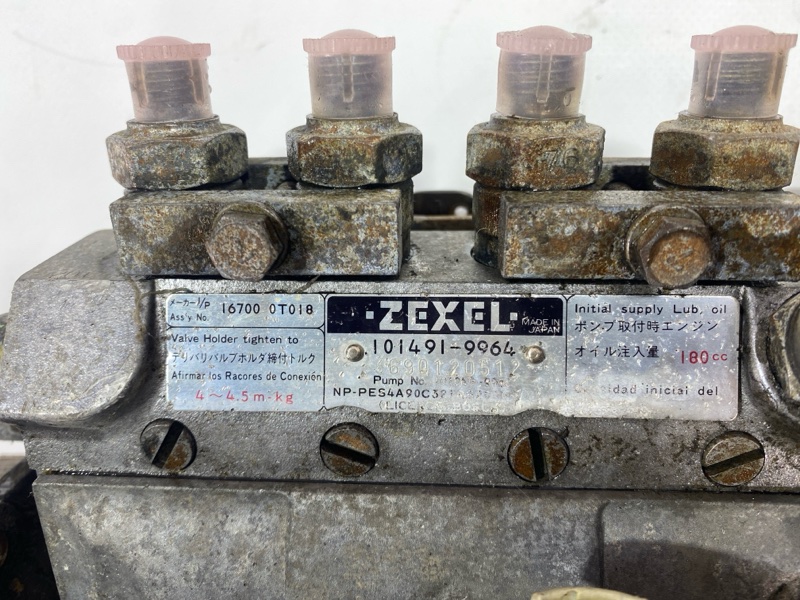 76
メーカーI/P 16700 0T018
Ass'y No.
Valve Holder tighten to
デリバリバルブホルダ締付トルク
Afirmar los Racores de Conexión
4〜4.5m·kg
·ZEXEL·
MADE IN JAPAN
101491-9964
Pump No
NP-PES4A90C32
(LICE
Initial supply Lub. oil
ポンプ取付時エンジン
オイル注入量 180cc
inicial del